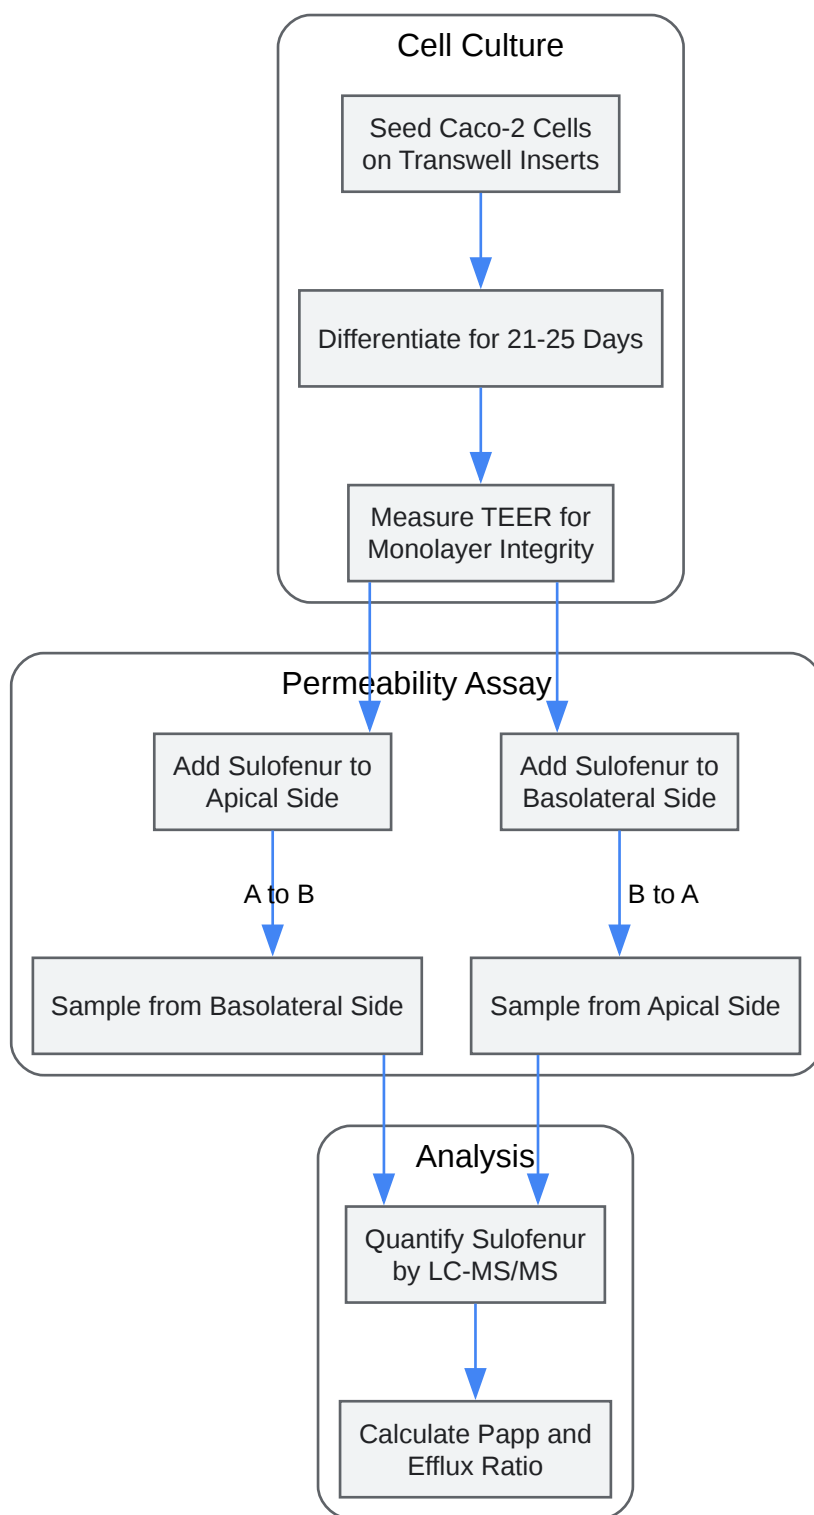 Cell Culture
Seed Caco-2 Cells
on Transwell Inserts
Differentiate for 21-25 Days
Measure TEER for
Monolayer Integrity
Permeability Assay
Add Sulofenur to
Apical Side
Add Sulofenur to
Basolateral Side
A to B
B to A
Sample from Basolateral Side
Sample from Apical Side
Analysis
Quantify Sulofenur
by LC-MS/MS
Calculate Papp and
Efflux Ratio